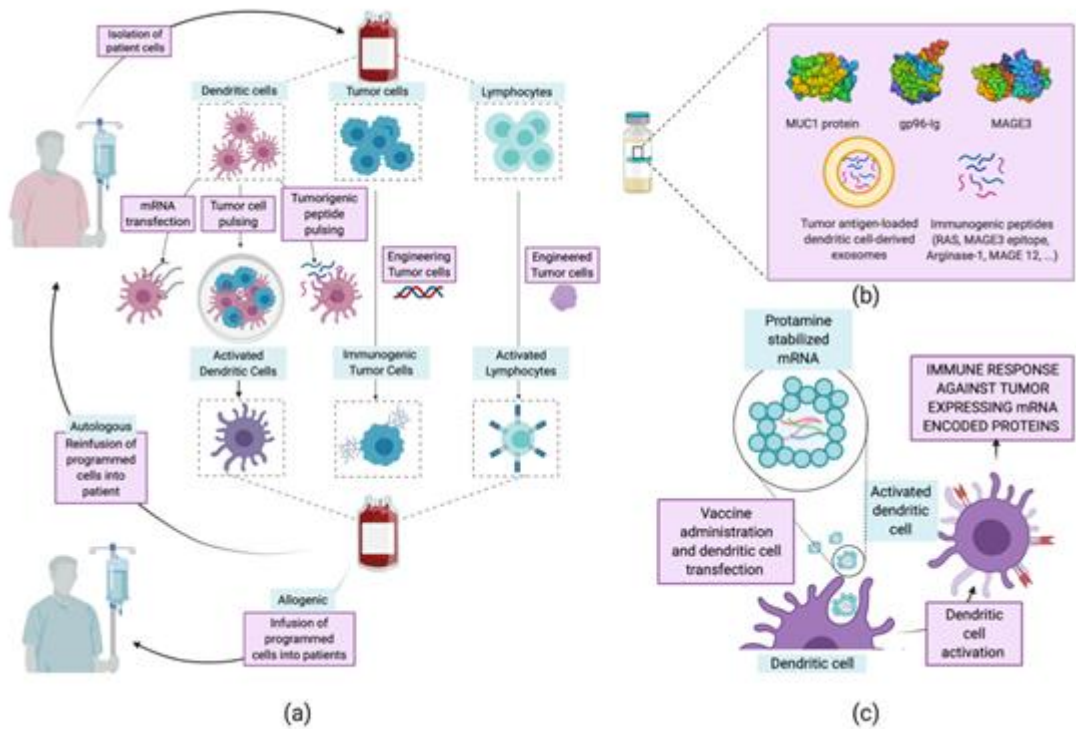 Isolation of
patient cells
Dendritic cells
Tumor cells
Lymphocytes
mRNA
transfection
Tumor cell
pulsing
Tumorigenic
peptide
pulsing
Engineering
Tumor cells
Engineered
Tumor cells
Activated
Dendritic Cells
Immunogenic
Tumor Cells
Activated
Lymphocytes
Autologous
Reinfusion of
programmed
cells into
patient
Allogenic
Infusion of
programmed
cells into patients
(a)
MUC1 protein
gp96-Ig
MAGE3
Tumor antigen-loaded
dendritic cell-derived
exosomes
Immunogenic peptides
(RAS, MAGE3 epitope,
Arginase-1, MAGE 12, ...)
(b)
Protamine
stabilized
mRNA
IMMUNE RESPONSE
AGAINST TUMOR
EXPRESSING mRNA
ENCODED PROTEINS
Activated
dendritic
cell
Vaccine
administration
and dendritic cell
transfection
Dendritic
cell
activation
Dendritic cell
(c)